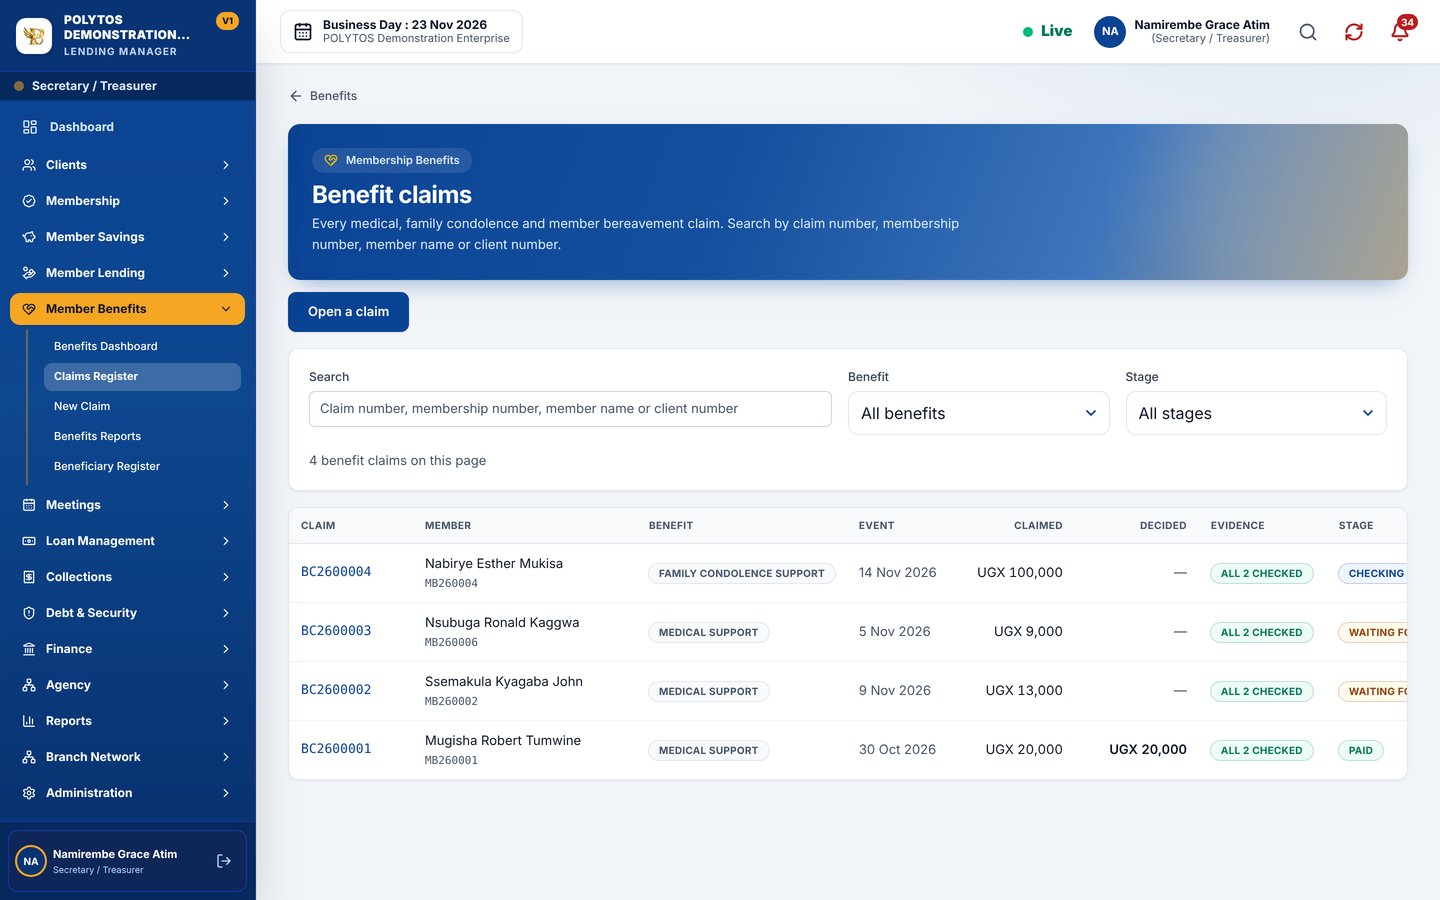 POLYTOS
DEMONSTRATION...
LENDING MANAGER
V1
Secretary / Treasurer
Dashboard
Clients
Membership
Member Savings
Member Lending
Member Benefits
Benefits Dashboard
Claims Register
New Claim
Benefits Reports
Beneficiary Register
Meetings
Loan Management
Collections
Debt & Security
Finance
Agency
Reports
Branch Network
Administration
NA
Namirembe Grace Atim
Secretary / Treasurer
Business Day : 23 Nov 2026
POLYTOS Demonstration Enterprise
Live
NA
Namirembe Grace Atim
(Secretary / Treasurer)
34
Benefits
Membership Benefits
Benefit claims
Every medical, family condolence and member bereavement claim. Search by claim number, membership
number, member name or client number.
Open a claim
Search
Claim number, membership number, member name or client number
Benefit
All benefits
Stage
All stages
4 benefit claims on this page
CLAIM MEMBER BENEFIT EVENT CLAIMED DECIDED EVIDENCE STAGE
BC2600004 Nabirye Esther Mukisa FAMILY CONDOLENCE SUPPORT 14 Nov 2026 UGX 100,000 — ALL 2 CHECKED CHECKING
MB260004
BC2600003 Nsubuga Ronald Kaggwa MEDICAL SUPPORT 5 Nov 2026 UGX 9,000 — ALL 2 CHECKED WAITING FO
MB260006
BC2600002 Ssemakula Kyagaba John MEDICAL SUPPORT 9 Nov 2026 UGX 13,000 — ALL 2 CHECKED WAITING FO
MB260002
BC2600001 Mugisha Robert Tumwine MEDICAL SUPPORT 30 Oct 2026 UGX 20,000 UGX 20,000 ALL 2 CHECKED PAID
MB260001